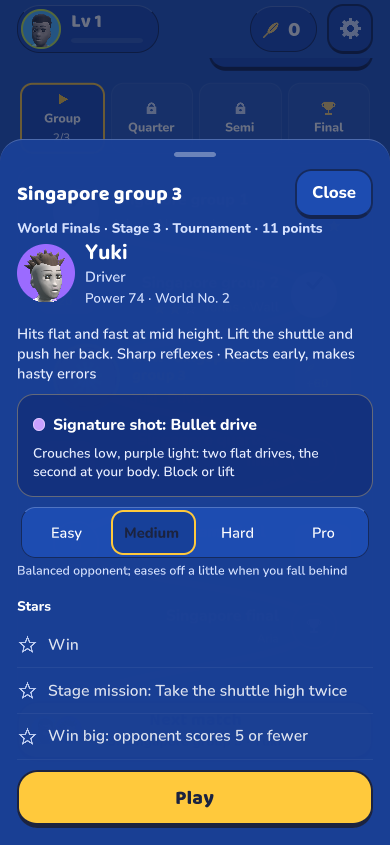 Lv 1
0
Group
2/3
Quarter
Semi
Final
Singapore group 3
Close
World Finals · Stage 3 · Tournament · 11 points
Yuki
Driver
Power 74 · World No. 2
Hits flat and fast at mid height. Lift the shuttle and
push her back. Sharp reflexes · Reacts early, makes
hasty errors
Signature shot: Bullet drive
Crouches low, purple light: two flat drives, the
second at your body. Block or lift
Easy
Medium
Hard
Pro
Balanced opponent; eases off a little when you fall behind
Stars
Win
Stage mission: Take the shuttle high twice
Win big: opponent scores 5 or fewer
Play